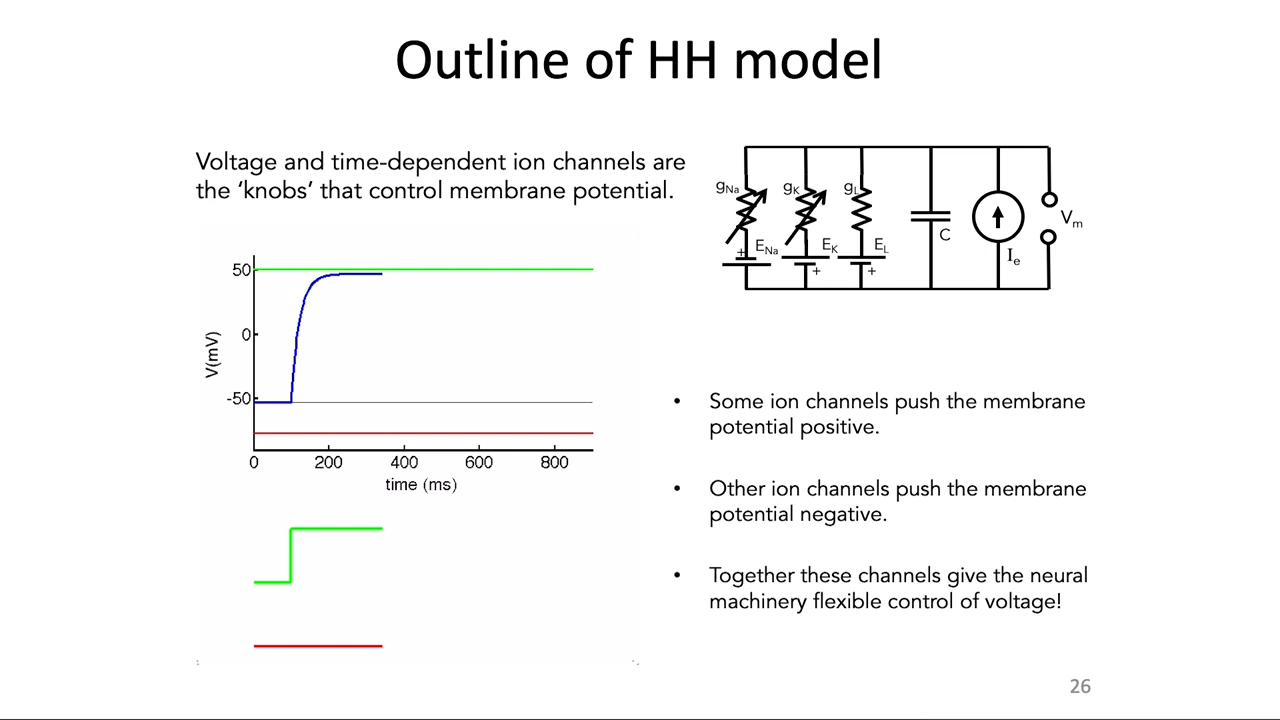 Outline of HH model
Voltage and time-dependent ion channels are
the ‘knobs’ that control membrane potential.
gNa
gK
gL
+
ENa
EK
+
EL
+
C
Ie
Vm
50
0
-50
V(mV)
0 200 400 600 800
time (ms)
• Some ion channels push the membrane
potential positive.
• Other ion channels push the membrane
potential negative.
• Together these channels give the neural
machinery flexible control of voltage!
26